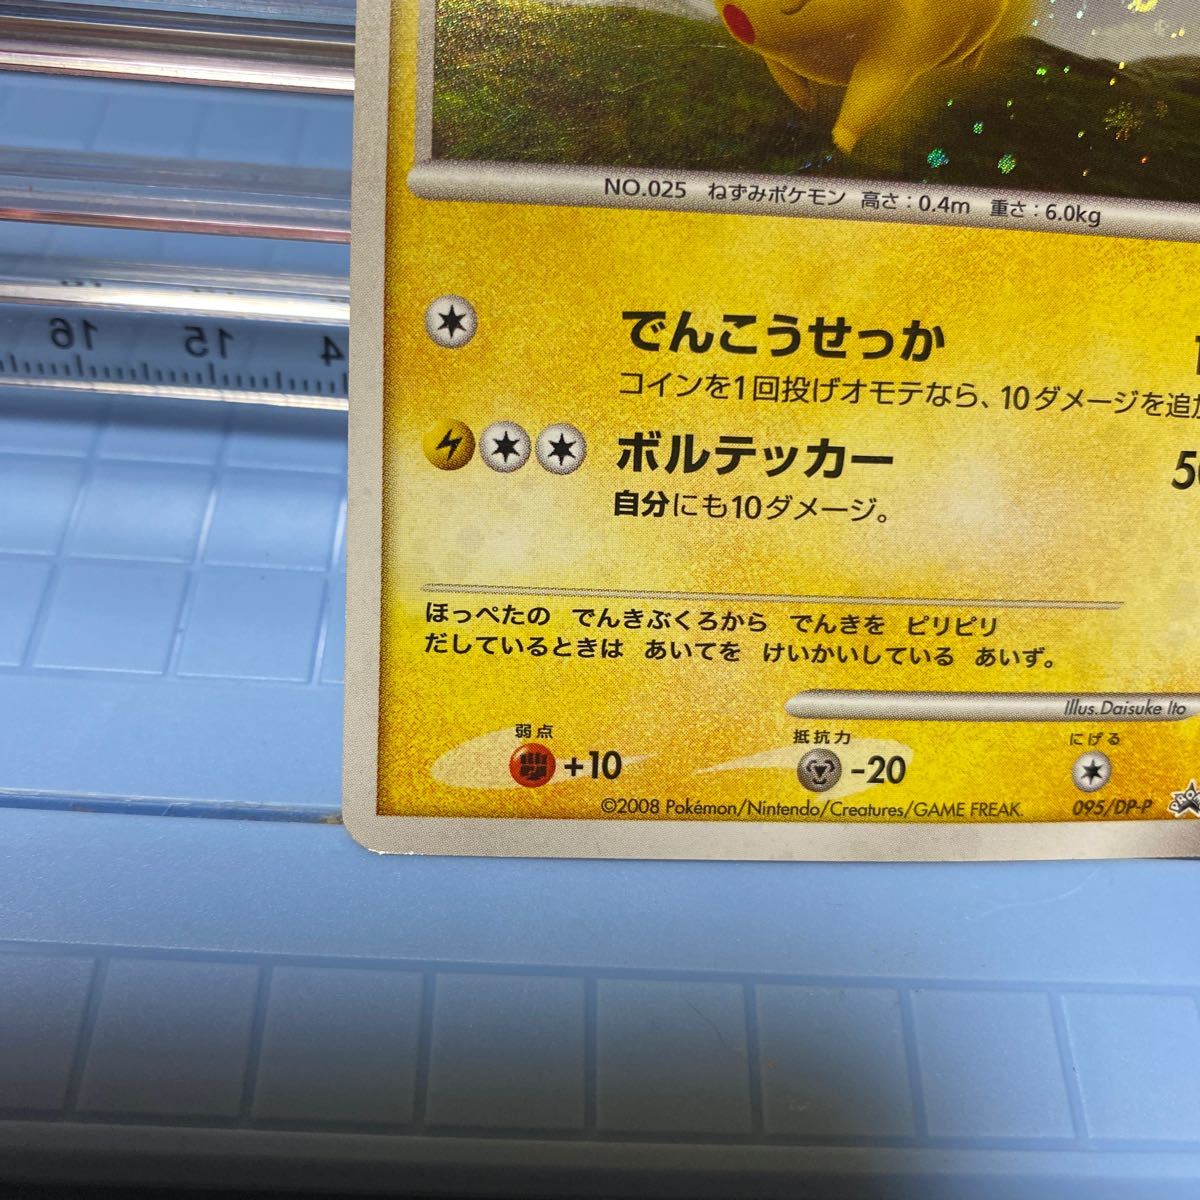 NO.025 ねずみポケモン 高さ:0.4m 重さ:6.0kg
16 15 4
でんこうせっか
コインを1回投げオモテなら、10ダメージを追
ボルテッカー
自分にも10ダメージ。
ほっぺたの でんきぶくろから でんきを ピリピリ
だしているときは あいてを けいかいしている あいず。
Illus.Daisuke Ito
弱点 +10 抵抗力 -20 にげる
©2008 Pokémon/Nintendo/Creatures/GAME FREAK. 095/DP-P